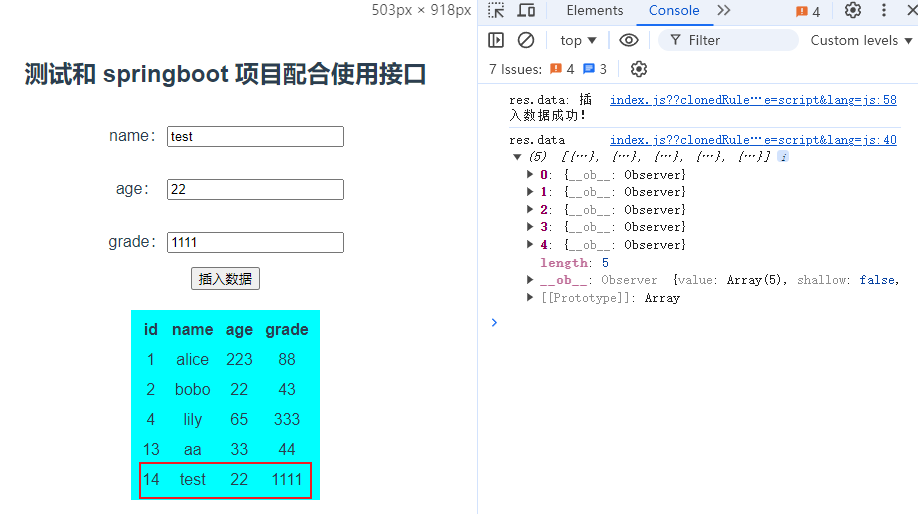 503px × 918px
Elements Console 4
top Filter Custom levels
7 Issues: 4 3
测试和 springboot 项目配合使用接口
name: test
age: 22
grade: 1111
插入数据
id name age grade
1 alice 223 88
2 bobo 22 43
4 lily 65 333
13 aa 33 44
14 test 22 1111
res.data: 插 index.js??clonedRule…e=script&lang=js:58
入数据成功!
res.data index.js??clonedRule…e=script&lang=js:40
(5) [{…}, {…}, {…}, {…}, {…}] i
0: {__ob__: Observer}
1: {__ob__: Observer}
2: {__ob__: Observer}
3: {__ob__: Observer}
4: {__ob__: Observer}
length: 5
__ob__: Observer {value: Array(5), shallow: false,
[[Prototype]]: Array